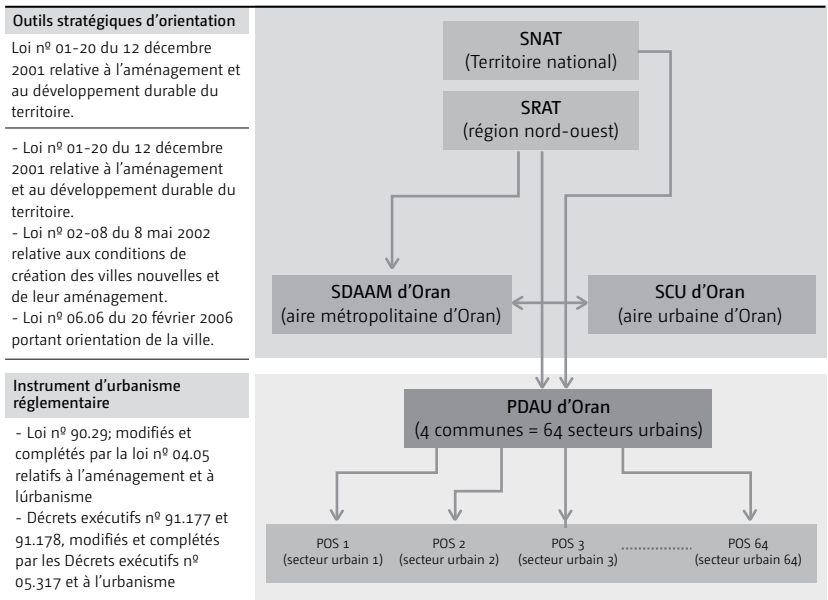 Outils stratégiques d'orientation
Loi nº 01-20 du 12 décembre
2001 relative à l'aménagement et
au développement durable du
territoire.
- Loi nº 01-20 du 12 décembre
2001 relative à l'aménagement
et au développement durable du
territoire.
- Loi nº 02-08 du 8 mai 2002
relative aux conditions de
création des villes nouvelles et
de leur aménagement.
- Loi nº 06.06 du 20 février 2006
portant orientation de la ville.
Instrument d'urbanisme
réglementaire
- Loi nº 90.29; modifiés et
complétés par la loi nº 04.05
relatifs à l'aménagement et à
lúrbanisme
- Décrets exécutifs nº 91.177 et
91.178, modifiés et complétés
par les Décrets exécutifs nº
05.317 et à l'urbanisme
SNAT
(Territoire national)
SRAT
(région nord-ouest)
SDAAM d'Oran
(aire métropolitaine d'Oran)
SCU d'Oran
(aire urbaine d'Oran)
PDAU d'Oran
(4 communes = 64 secteurs urbains)
POS 1
(secteur urbain 1)
POS 2
(secteur urbain 2)
POS 3
(secteur urbain 3)
POS 64
(secteur urbain 64)